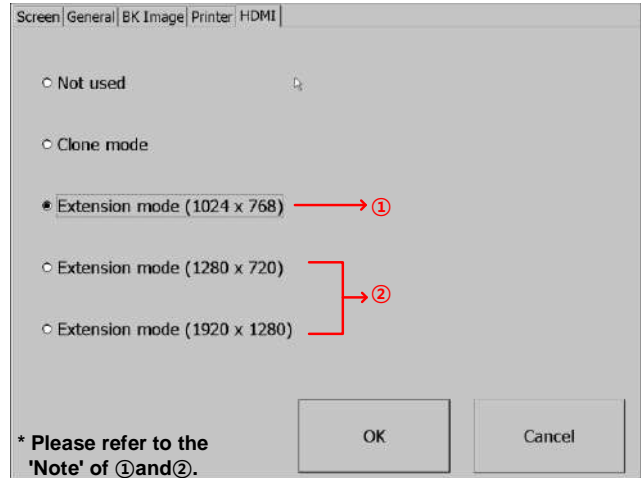 Screen General BK Image Printer HDMI
Not used
Clone mode
Extension mode (1024 x 768)
①
Extension mode (1280 x 720)
②
Extension mode (1920 x 1280)
OK Cancel
* Please refer to the
'Note' of ①and②.